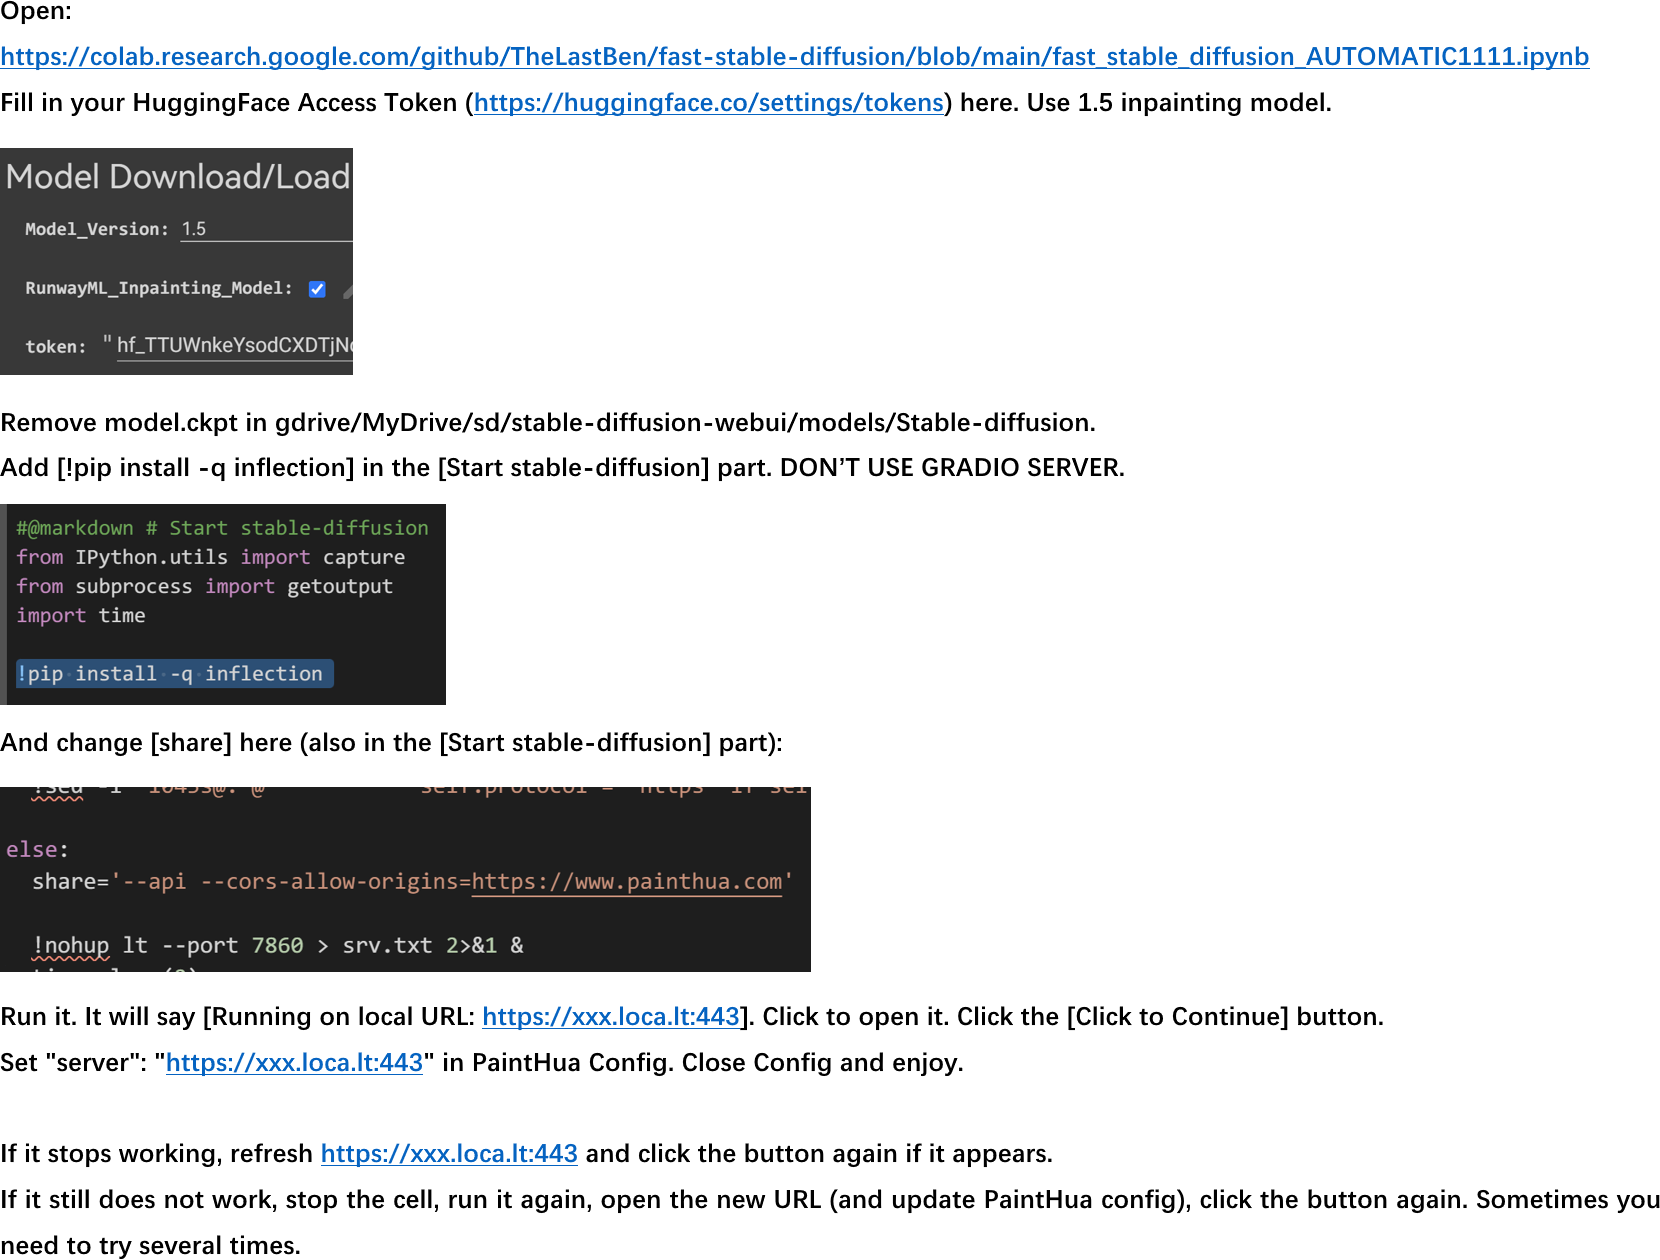 Open:
https://colab.research.google.com/github/TheLastBen/fast-stable-diffusion/blob/main/fast_stable_diffusion_AUTOMATIC1111.ipynb
Fill in your HuggingFace Access Token (https://huggingface.co/settings/tokens) here. Use 1.5 inpainting model.
Model Download/Load
Model_Version: 1.5
RunwayML_Inpainting_Model:
token: "
Remove model.ckpt in gdrive/MyDrive/sd/stable-diffusion-webui/models/Stable-diffusion.
Add [!pip install -q inflection] in the [Start stable-diffusion] part. DON’T USE GRADIO SERVER.
#@markdown # Start stable-diffusion
from IPython.utils import capture
from subprocess import getoutput
import time
!pip install -q inflection
And change [share] here (also in the [Start stable-diffusion] part):
else:
share='--api --cors-allow-origins=https://www.painthua.com'
!nohup lt --port 7860 > srv.txt 2>&1 &
Run it. It will say [Running on local URL: https://xxx.loca.lt:443]. Click to open it. Click the [Click to Continue] button.
Set "server": "https://xxx.loca.lt:443" in PaintHua Config. Close Config and enjoy.
If it stops working, refresh https://xxx.loca.lt:443 and click the button again if it appears.
If it still does not work, stop the cell, run it again, open the new URL (and update PaintHua config), click the button again. Sometimes you
need to try several times.